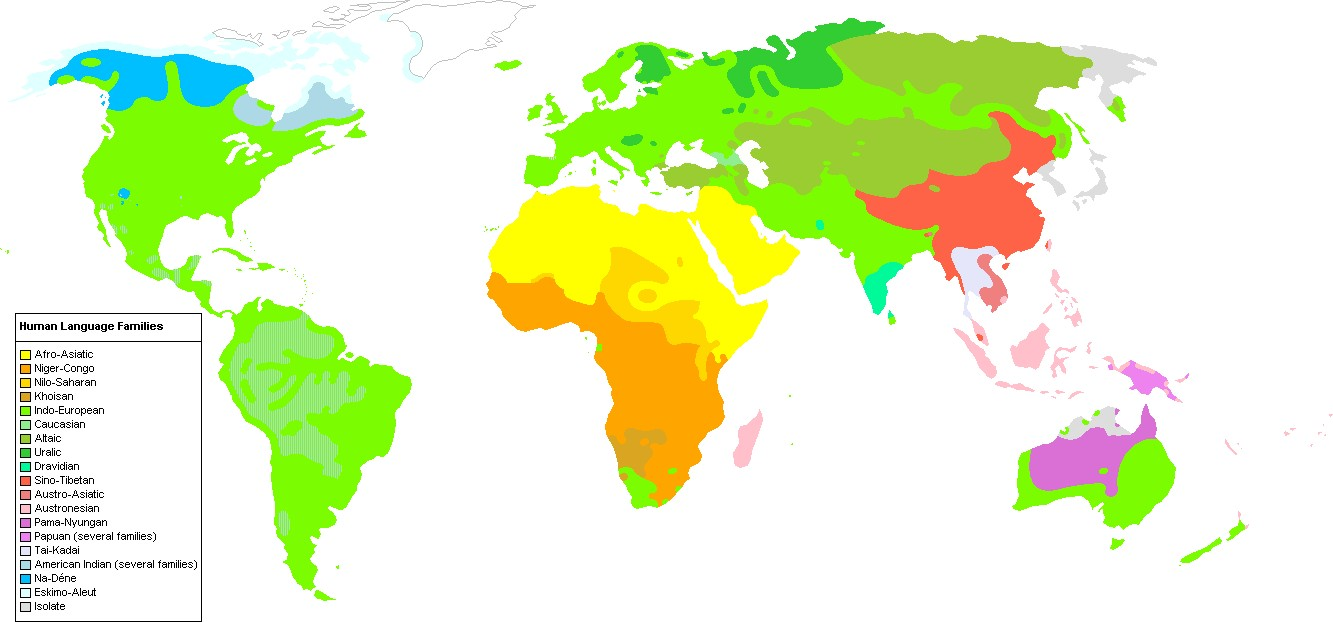 Human Language Families
Afro-Asiatic
Niger-Congo
Nilo-Saharan
Khoisan
Indo-European
Caucasian
Altaic
Uralic
Dravidian
Sino-Tibetan
Austro-Asiatic
Austronesian
Pama-Nyungan
Papuan (several families)
Tai-Kadai
American Indian (several families)
Na-Déne
Eskimo-Aleut
Isolate